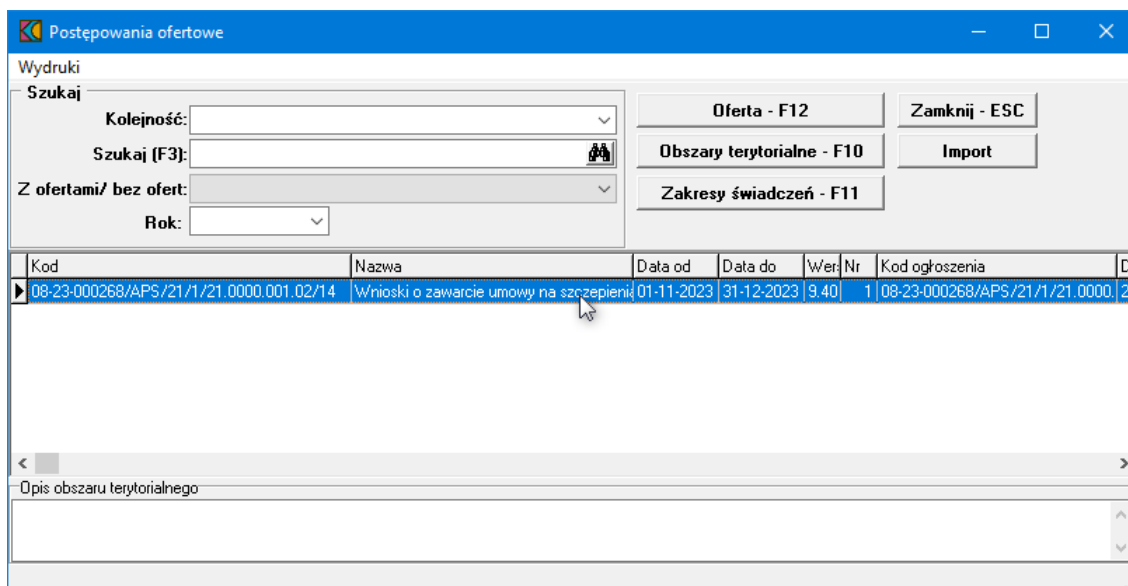 Postępowania ofertowe
Wydruki
Szukaj
Kolejność:
Szukaj (F3):
Z ofertami/ bez ofert:
Rok:
Oferta - F12
Zamknij - ESC
Obszary terytorialne - F10
Import
Zakresy świadczeń - F11
Kod Nazwa Data od Data do Wer Nr Kod ogłoszenia D
08-23-000268/APS/21/1/21.0000.001.02/14 Wnioski o zawarcie umowy na szczepienia 01-11-2023 31-12-2023 9.40 1 08-23-000268/APS/21/1/21.0000. 2
Opis obszaru terytorialnego